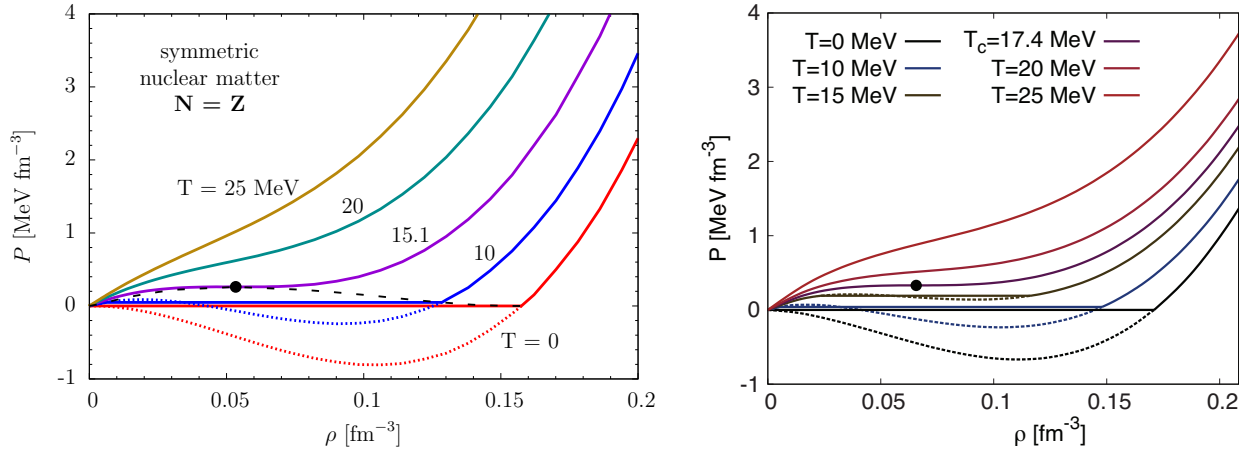 4
3
2
1
0
-1
P [MeV fm⁻³]
symmetric
nuclear matter
N = Z
T = 25 MeV
20
15.1
10
T = 0
0
0.05
0.1
0.15
0.2
ρ [fm⁻³]
4
3
2
1
0
-1
P [MeV fm⁻³]
T=0 MeV
T=10 MeV
T=15 MeV
T_c=17.4 MeV
T=20 MeV
T=25 MeV
0
0.05
0.1
0.15
0.2
ρ [fm⁻³]